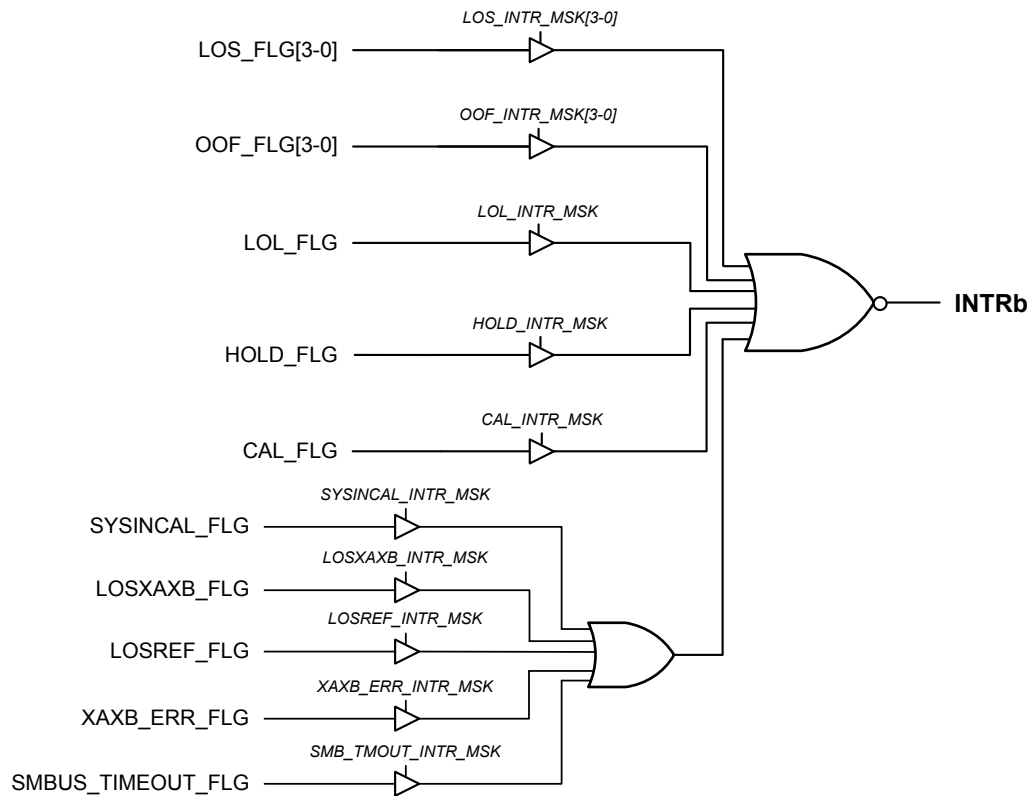 LOS_INTR_MSK[3-0]
LOS_FLG[3-0]
OOF_INTR_MSK[3-0]
OOF_FLG[3-0]
LOL_INTR_MSK
LOL_FLG
INTRb
HOLD_INTR_MSK
HOLD_FLG
CAL_INTR_MSK
CAL_FLG
SYSINCAL_INTR_MSK
SYSINCAL_FLG
LOSXAXB_INTR_MSK
LOSXAXB_FLG
LOSREF_INTR_MSK
LOSREF_FLG
XAXB_ERR_INTR_MSK
XAXB_ERR_FLG
SMB_TMOUT_INTR_MSK
SMBUS_TIMEOUT_FLG